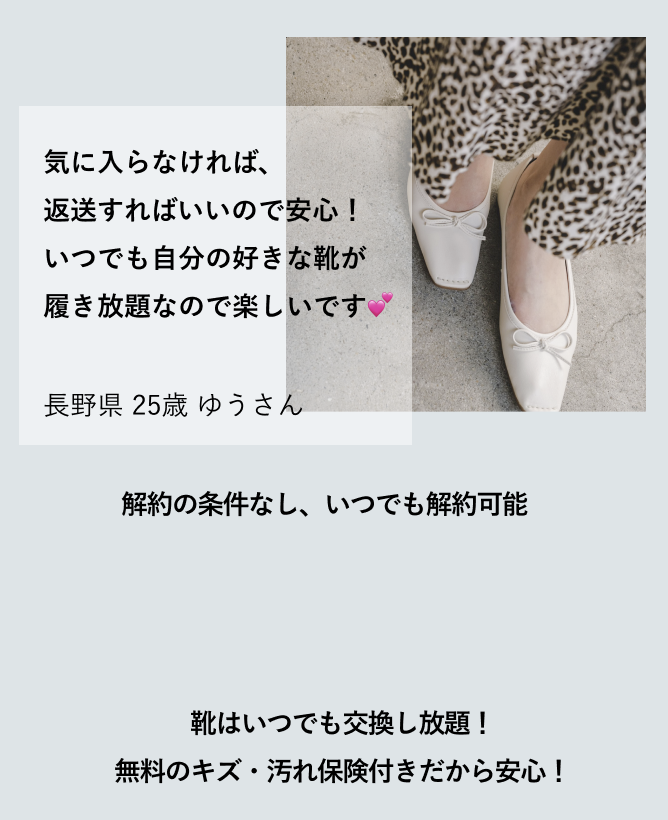 気に入らなければ、
返送すればいいので安心！
いつでも自分の好きな靴が
履き放題なので楽しいです💕
長野県 25歳 ゆうさん
解約の条件なし、いつでも解約可能
靴はいつでも交換し放題！
無料のキズ・汚れ保険付きだから安心！